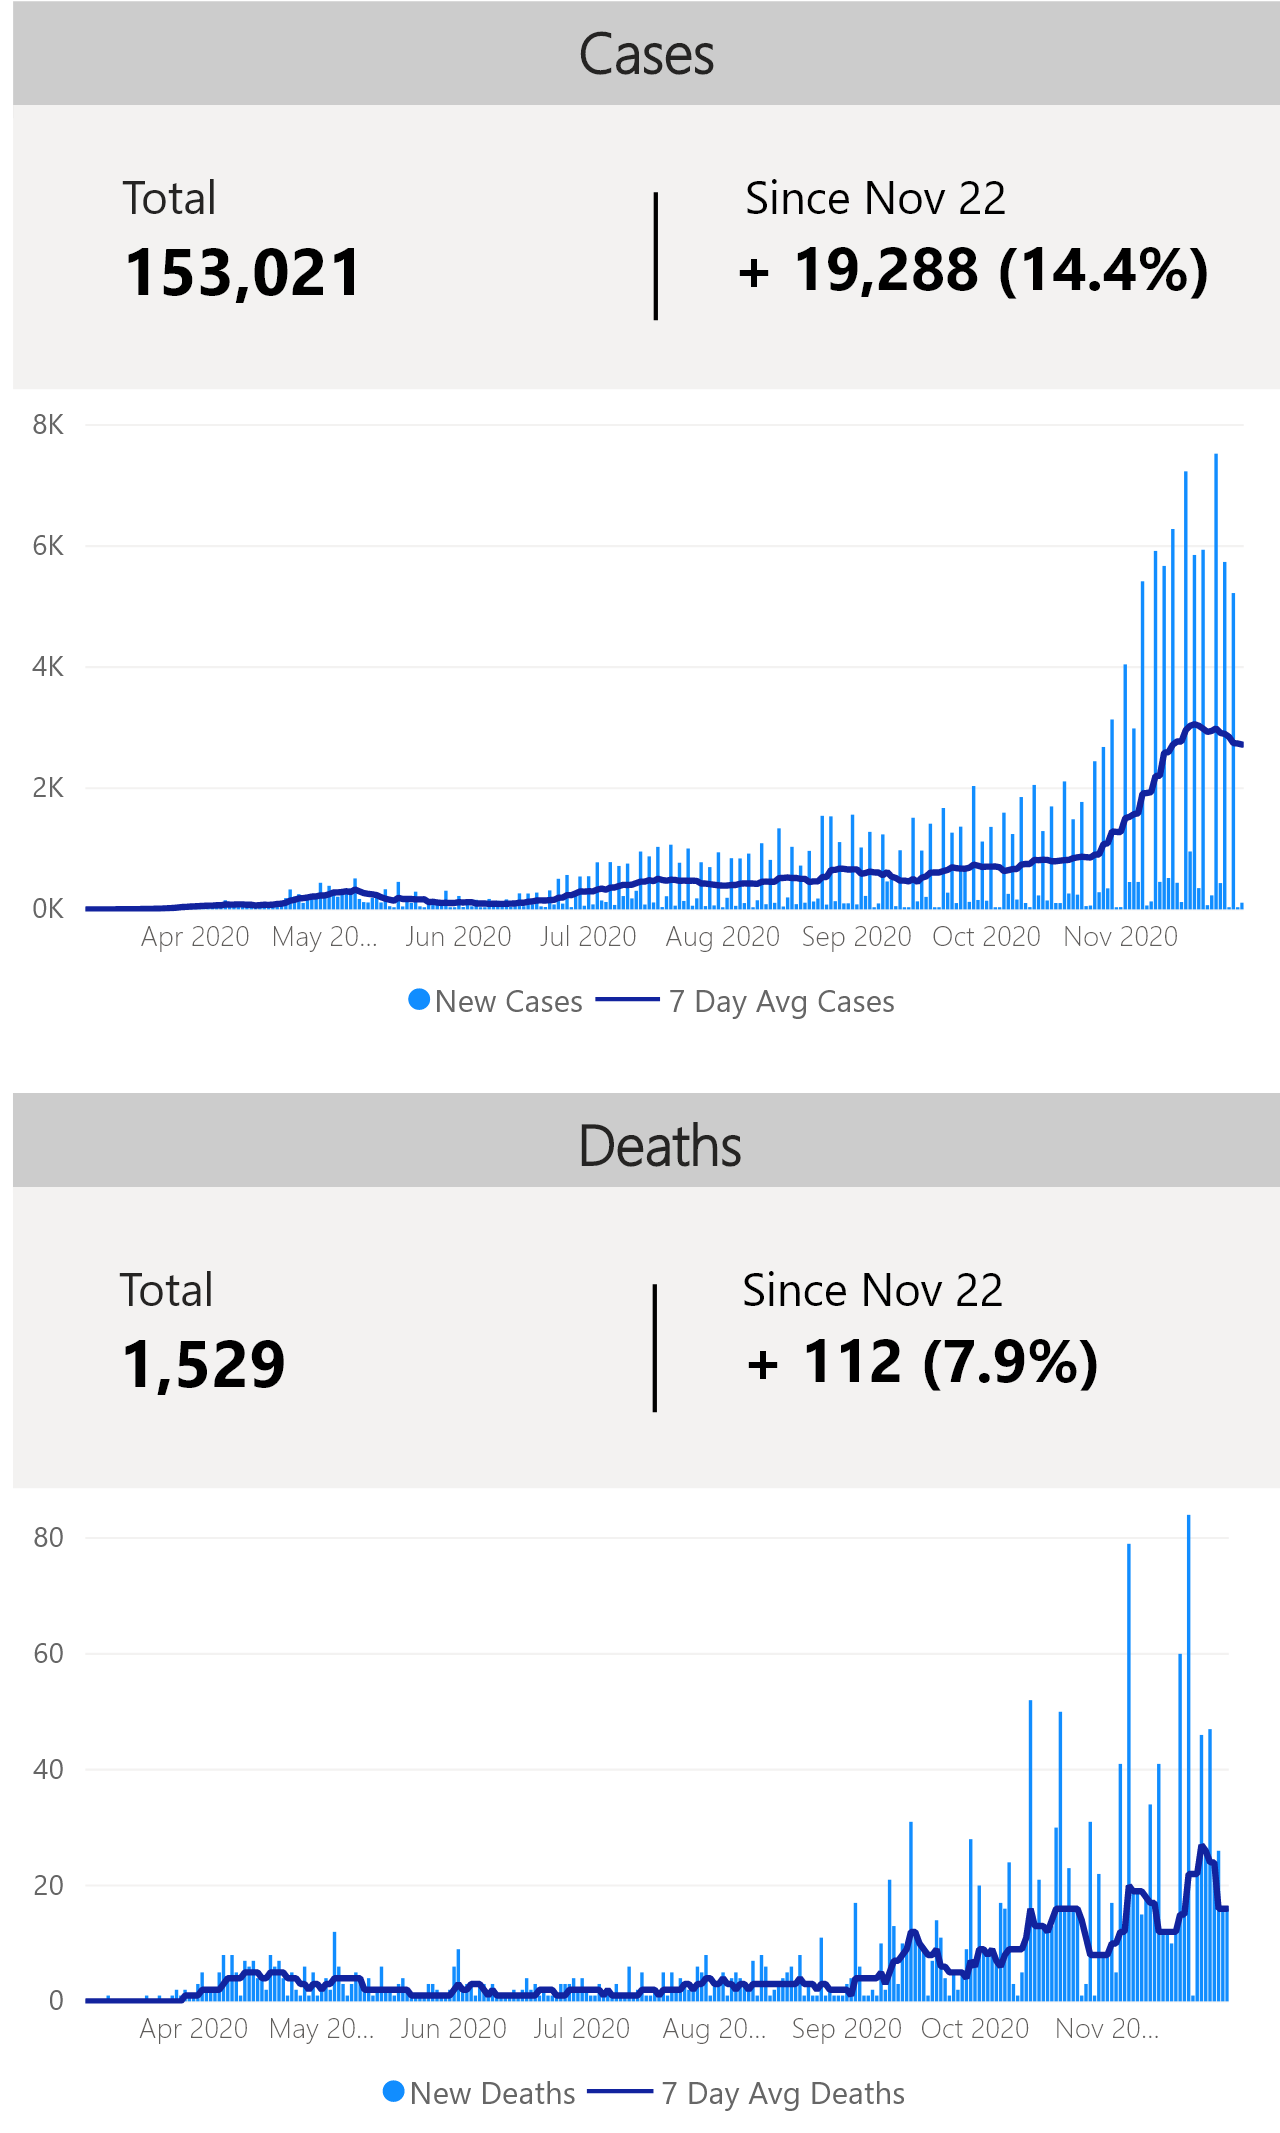 Cases
Total
Since Nov 22
153,021
+ 19,288 (14.4%)
8K
6K
4K
2K
0K
Apr 2020 May 20... Jun 2020 Jul 2020 Aug 2020 Sep 2020 Oct 2020 Nov 2020
New Cases 7 Day Avg Cases
Deaths
Total
Since Nov 22
1,529
+ 112 (7.9%)
80
60
40
20
0
Apr 2020 May 20... Jun 2020 Jul 2020 Aug 20... Sep 2020 Oct 2020 Nov 20...
New Deaths 7 Day Avg Deaths